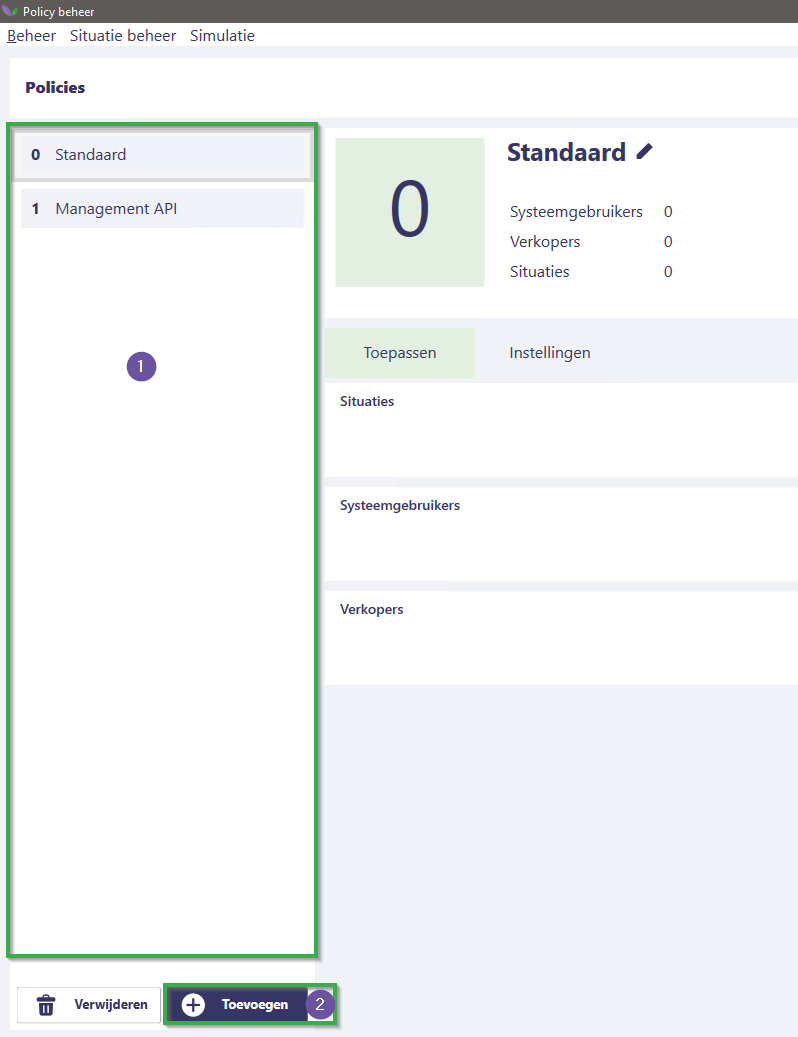 Policy beheer
Beheer Situatie beheer Simulatie
Policies
0 Standaard
1 Management API
1
Verwijderen
Toevoegen
2
0
Standaard
Systeemgebruikers 0
Verkopers 0
Situaties 0
Toepassen Instellingen
Situaties
Systeemgebruikers
Verkopers